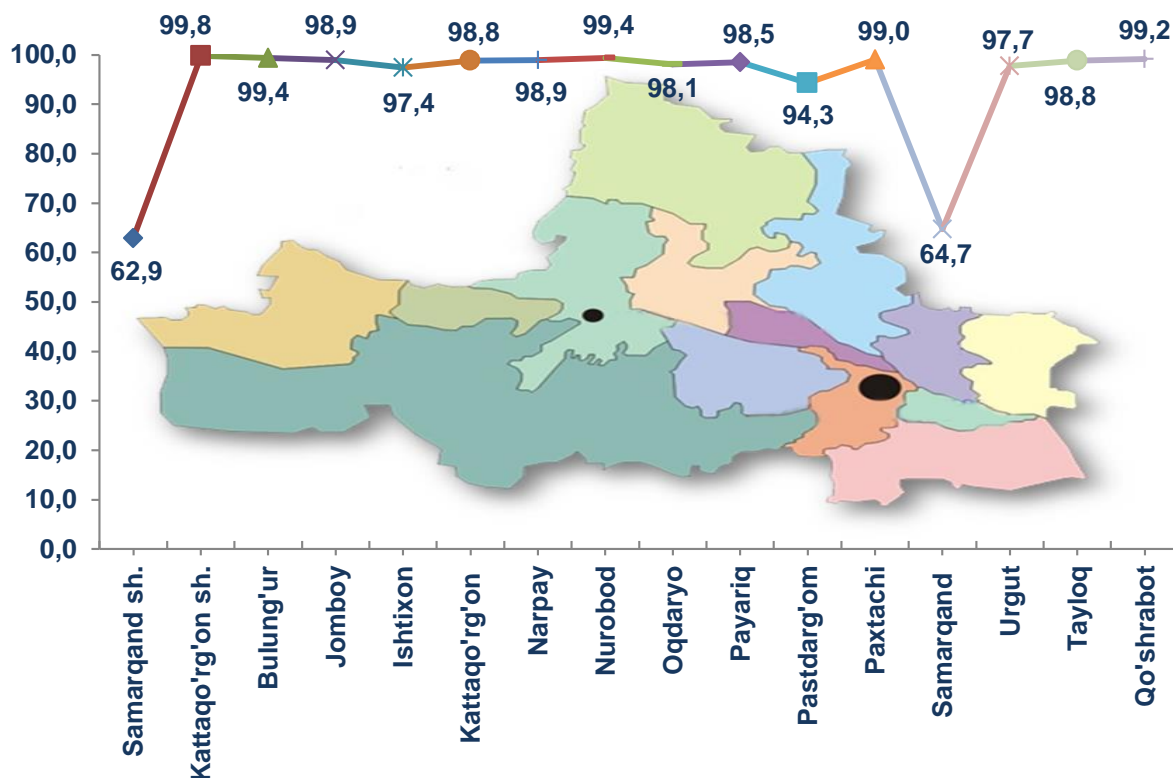 99,8
98,9
98,8
99,4
98,5
99,0
97,7
99,2
100,0
99,4
97,4
98,9
98,1
94,3
98,8
90,0
80,0
70,0
62,9
64,7
60,0
50,0
40,0
30,0
20,0
10,0
0,0
Samarqand sh.
Kattaqo'rg'on sh.
Bulung'ur
Jomboy
Ishtixon
Kattaqo'rg'on
Narpay
Nurobod
Oqdaryo
Payariq
Pastdarg'om
Paxtachi
Samarqand
Urgut
Tayloq
Qo'shrabot